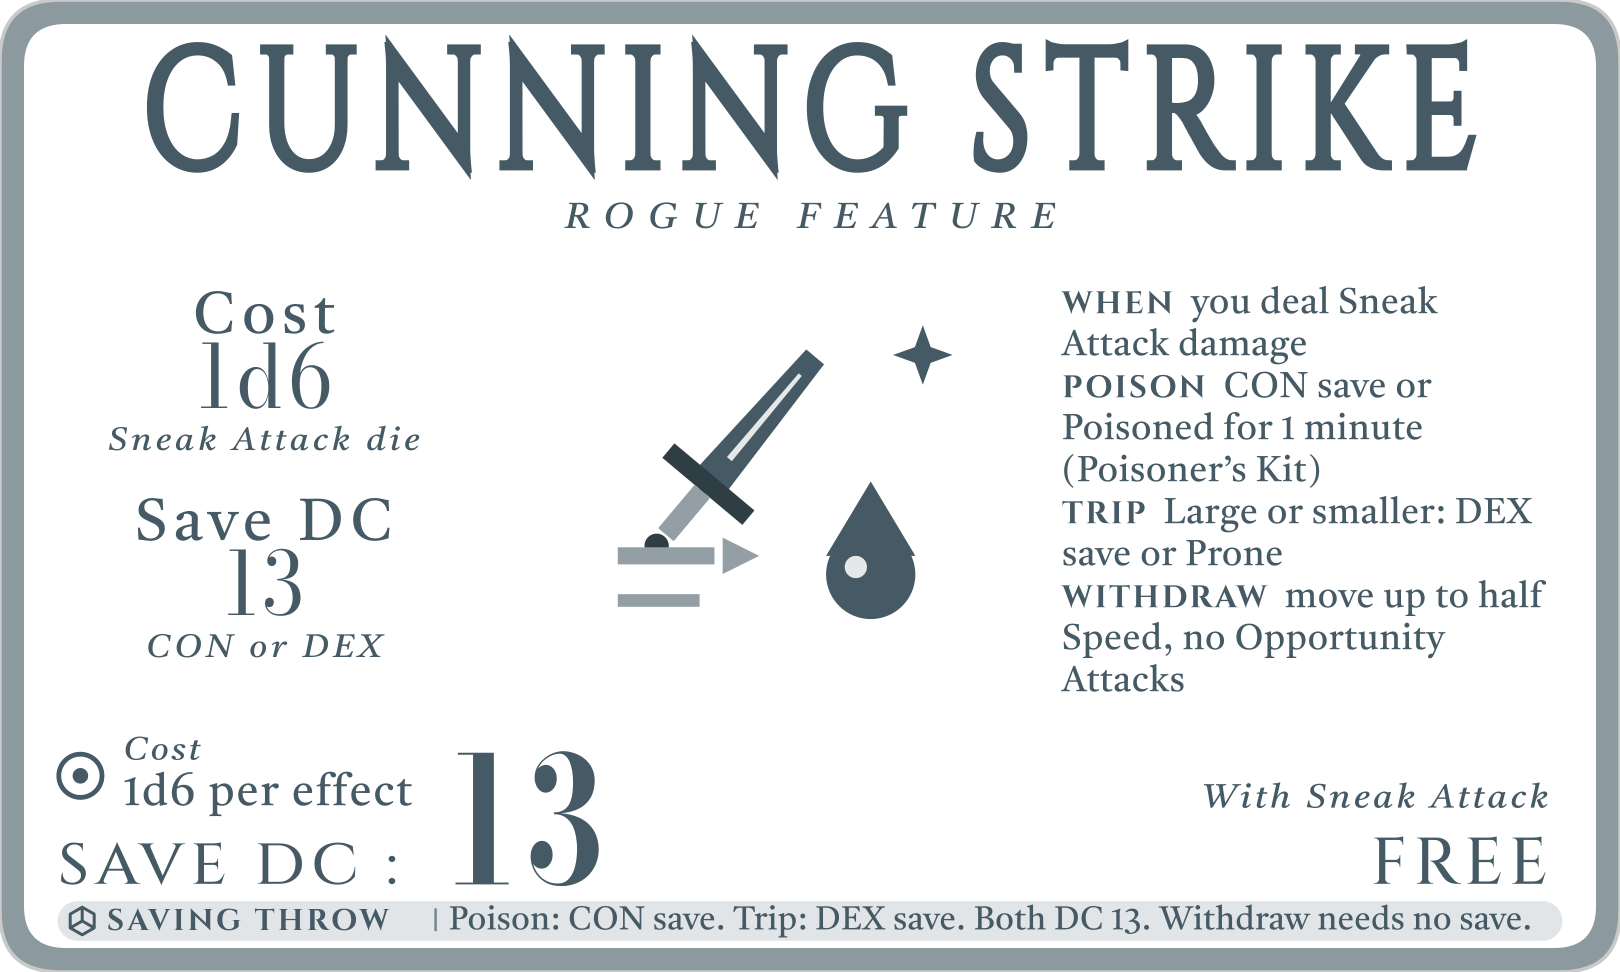 CUNNING STRIKE
ROGUE FEATURE
Cost
1d6
Sneak Attack die
Save DC
13
CON or DEX
WHEN you deal Sneak
Attack damage
POISON CON save or
Poisoned for 1 minute
(Poisoner’s Kit)
TRIP Large or smaller: DEX
save or Prone
WITHDRAW move up to half
Speed, no Opportunity
Attacks
Cost
1d6 per effect
SAVE DC : 13
With Sneak Attack
FREE
SAVING THROW | Poison: CON save. Trip: DEX save. Both DC 13. Withdraw needs no save.